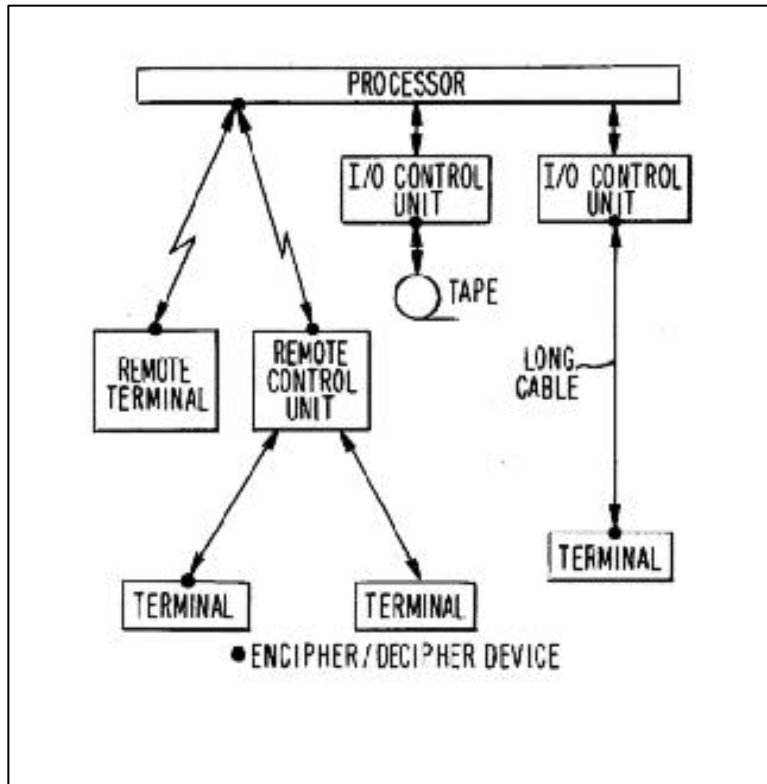 PROCESSOR
I/O CONTROL
UNIT
I/O CONTROL
UNIT
TAPE
REMOTE
TERMINAL
REMOTE
CONTROL
UNIT
LONG
CABLE
TERMINAL
TERMINAL
TERMINAL
ENCIPHER/DECIPHER DEVICE